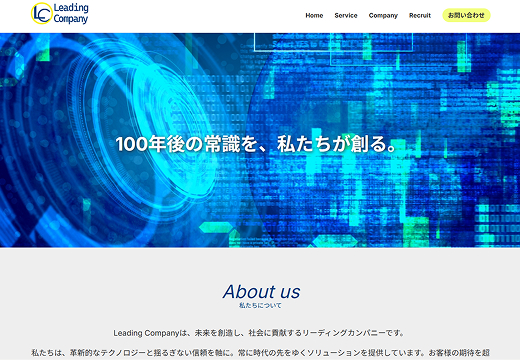 LC Leading
Company
Home Service Company Recruit お問い合わせ
100年後の常識を、私たちが創る。
About us
私たちについて
Leading Companyは、未来を創造し、社会に貢献するリーディングカンパニーです。
私たちは、革新的なテクノロジーと揺るぎない信頼を軸に。常に時代の先をゆくソリューションを提供しています。お客様の期待を超